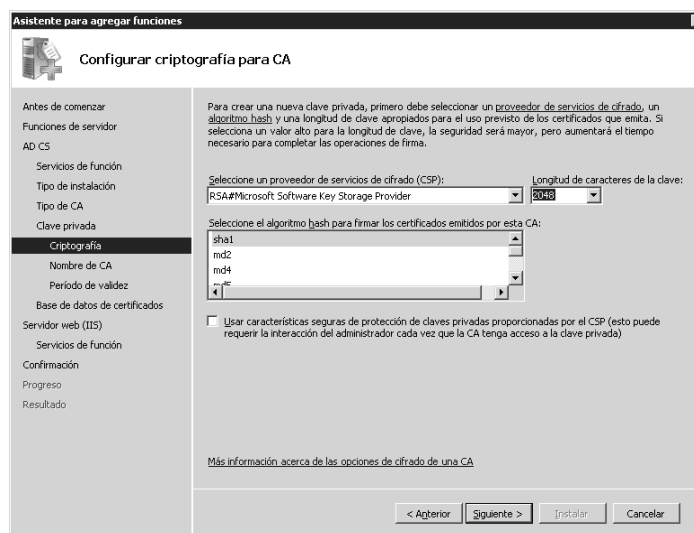 Asistente para agregar funciones
Configurar criptografía para CA
Antes de comenzar
Funciones de servidor
AD CS
Servicios de función
Tipo de instalación
Tipo de CA
Clave privada
Criptografía
Nombre de CA
Período de validez
Base de datos de certificados
Servidor web (IIS)
Servicios de función
Confirmación
Progreso
Resultado
Para crear una nueva clave privada, primero debe seleccionar un proveedor de servicios de cifrado, un
algoritmo hash y una longitud de clave apropiados para el uso previsto de los certificados que emita. Si
selecciona un valor alto para la longitud de clave, la seguridad será mayor, pero aumentará el tiempo
necesario para completar las operaciones de firma.
Seleccione un proveedor de servicios de cifrado (CSP):
Longitud de caracteres de la clave:
RSA#Microsoft Software Key Storage Provider
2048
Seleccione el algoritmo hash para firmar los certificados emitidos por esta CA:
sha1
md2
md4
md5
Usar características seguras de protección de claves privadas proporcionadas por el CSP (esto puede
requerir la interacción del administrador cada vez que la CA tenga acceso a la clave privada)
Más información acerca de las opciones de cifrado de una CA
< Anterior
Siguiente >
Instalar
Cancelar